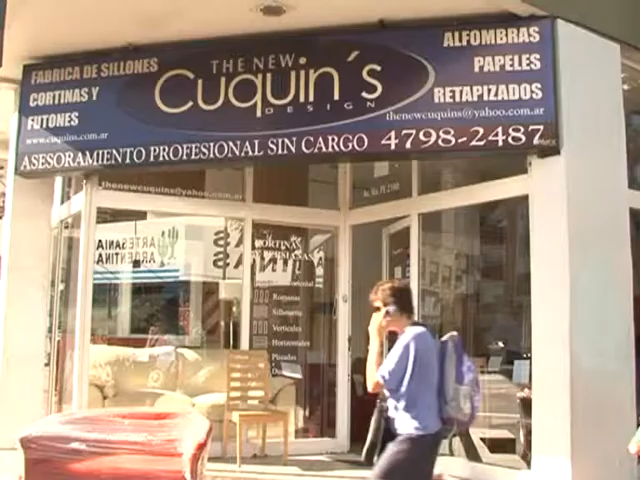 FABRICA DE SILLONES
CORTINAS Y
FUTONES
www.cuquins.com.ar
THE NEW
CUQUIN´S
DESIGN
ALFOMBRAS
PAPELES
RETAPIZADOS
thenewcuquins@yahoo.com.ar
ASESORAMIENTO PROFESIONAL SIN CARGO 4798-2487
thenewcuquins@yahoo.com.ar
ARTESANIA
ARGENTINA
CORTINAS
Y PERSIANAS
Romanas
Verticales
Horizontales
Plisadas